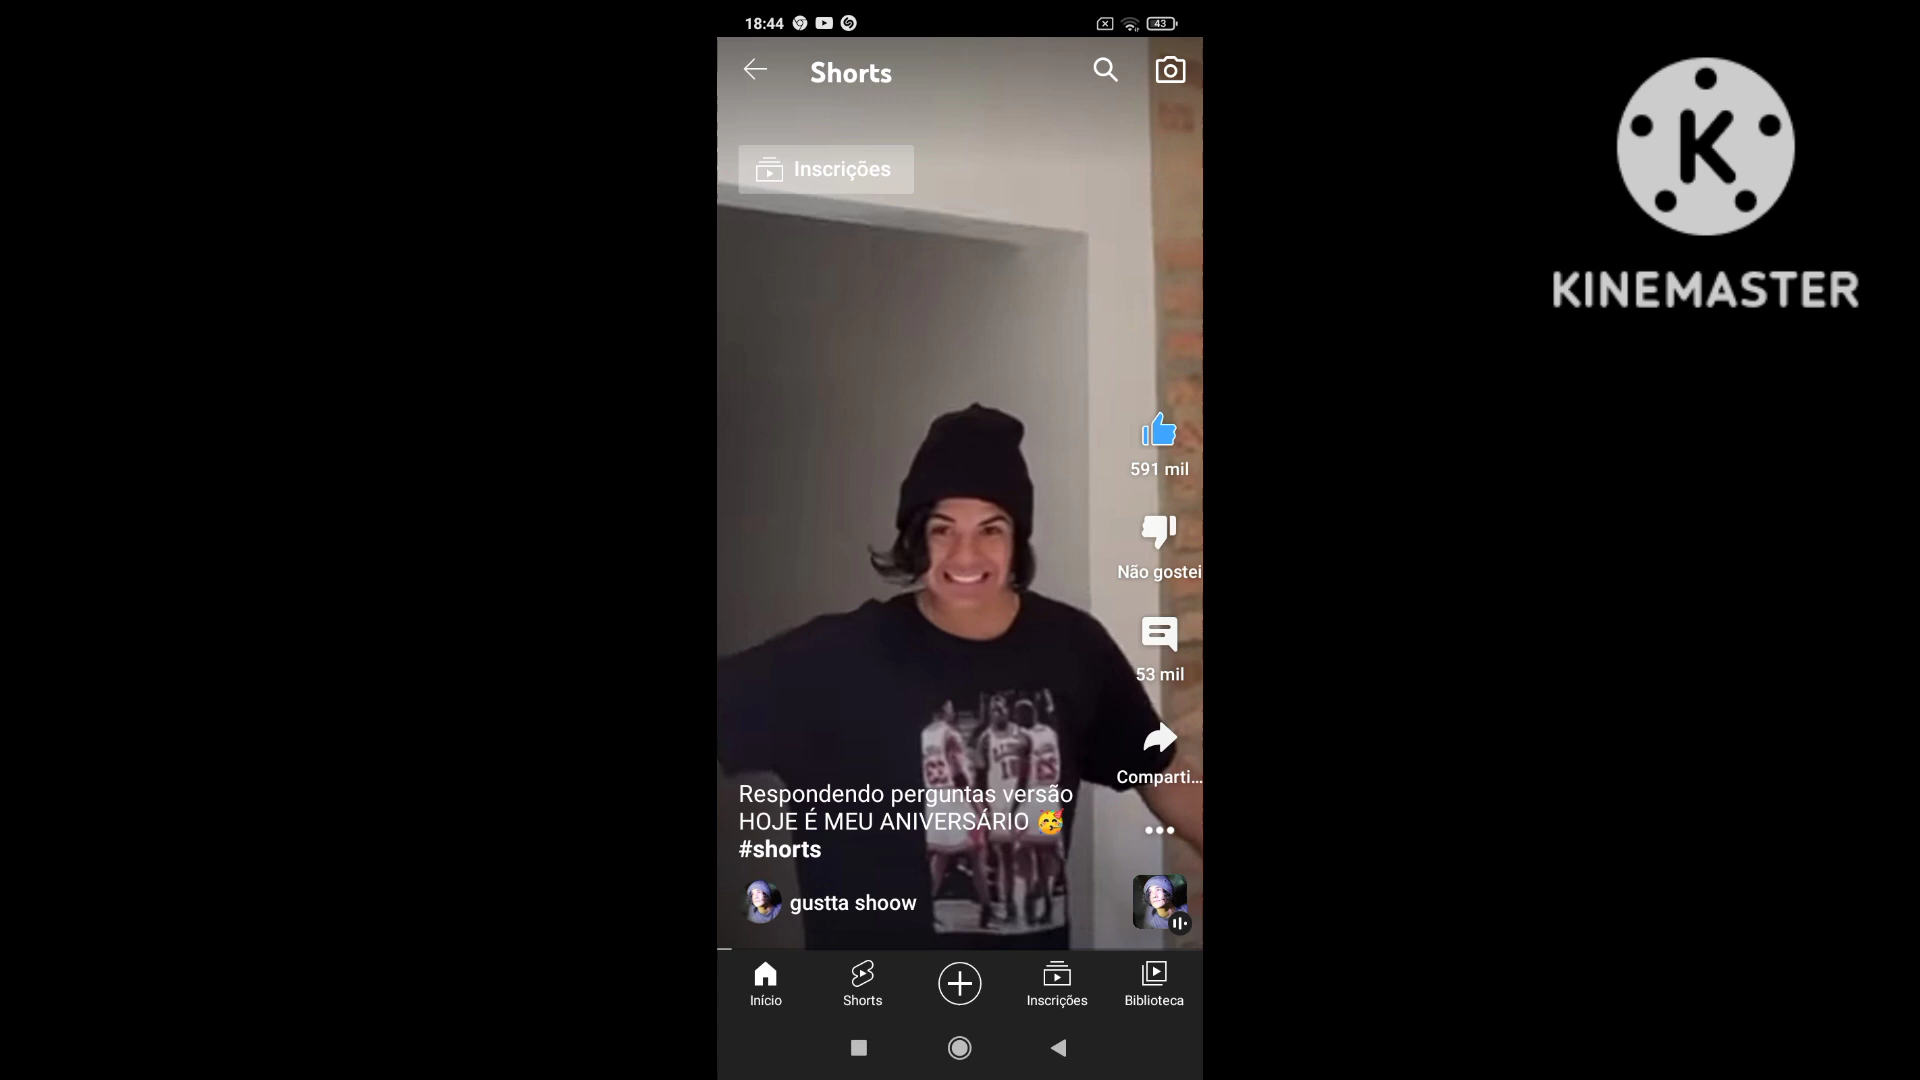 18:44
43
Shorts
Inscrições
K
KINEMASTER
591 mil
Não gostei
53 mil
Comparti...
Respondendo perguntas versão
HOJE É MEU ANIVERSÁRIO 🥳
#shorts
gustta shoow
Início
Shorts
Inscrições
Biblioteca